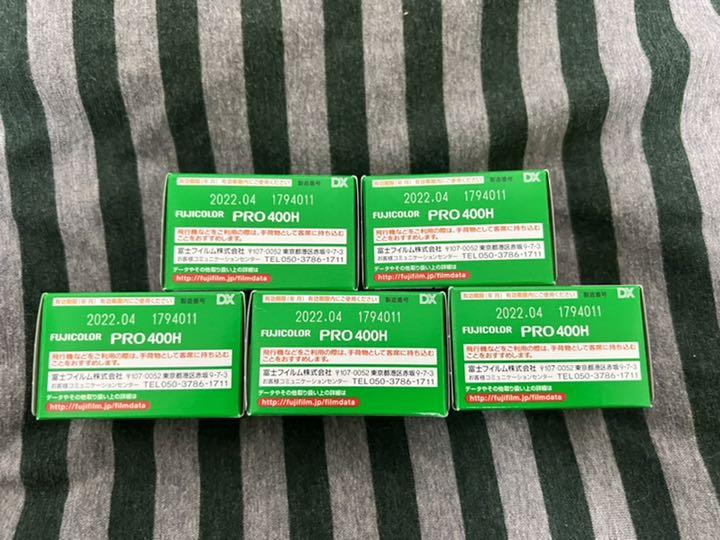 有効期限(年 月) 有効期限内にご使用ください 製造番号 DX
2022.04 1794011
FUJICOLOR PRO 400H
飛行機などをご利用の際は、手荷物として客席に持ち込む
ことをおすすめします。
富士フイルム株式会社 〒107-0052 東京都港区赤坂9-7-3
お客様コミュニケーションセンター TEL050-3786-1711
データやその他取り扱い上の詳細は
http://fujifilm.jp/filmdata
有効期限(年 月) 有効期限内にご使用ください 製造番号 DX
2022.04 1794011
FUJICOLOR PRO 400H
飛行機などをご利用の際は、手荷物として客席に持ち込む
ことをおすすめします。
富士フイルム株式会社 〒107-0052 東京都港区赤坂9-7-3
お客様コミュニケーションセンター TEL050-3786-1711
データやその他取り扱い上の詳細は
http://fujifilm.jp/filmdata
有効期限(年 月) 有効期限内にご使用ください 製造番号 DX
2022.04 1794011
FUJICOLOR PRO 400H
飛行機などをご利用の際は、手荷物として客席に持ち込む
ことをおすすめします。
富士フイルム株式会社 〒107-0052 東京都港区赤坂9-7-3
お客様コミュニケーションセンター TEL050-3786-1711
データやその他取り扱い上の詳細は
http://fujifilm.jp/filmdata
有効期限(年 月) 有効期限内にご使用ください 製造番号 DX
2022.04 1794011
FUJICOLOR PRO 400H
飛行機などをご利用の際は、手荷物として客席に持ち込む
ことをおすすめします。
富士フイルム株式会社 〒107-0052 東京都港区赤坂9-7-3
お客様コミュニケーションセンター TEL050-3786-1711
データやその他取り扱い上の詳細は
http://fujifilm.jp/filmdata
有効期限(年 月) 有効期限内にご使用ください 製造番号 DX
2022.04 1794011
FUJICOLOR PRO 400H
飛行機などをご利用の際は、手荷物として客席に持ち込む
ことをおすすめします。
富士フイルム株式会社 〒107-0052 東京都港区赤坂9-7-3
お客様コミュニケーションセンター TEL050-3786-1711
データやその他取り扱い上の詳細は
http://fujifilm.jp/filmdata